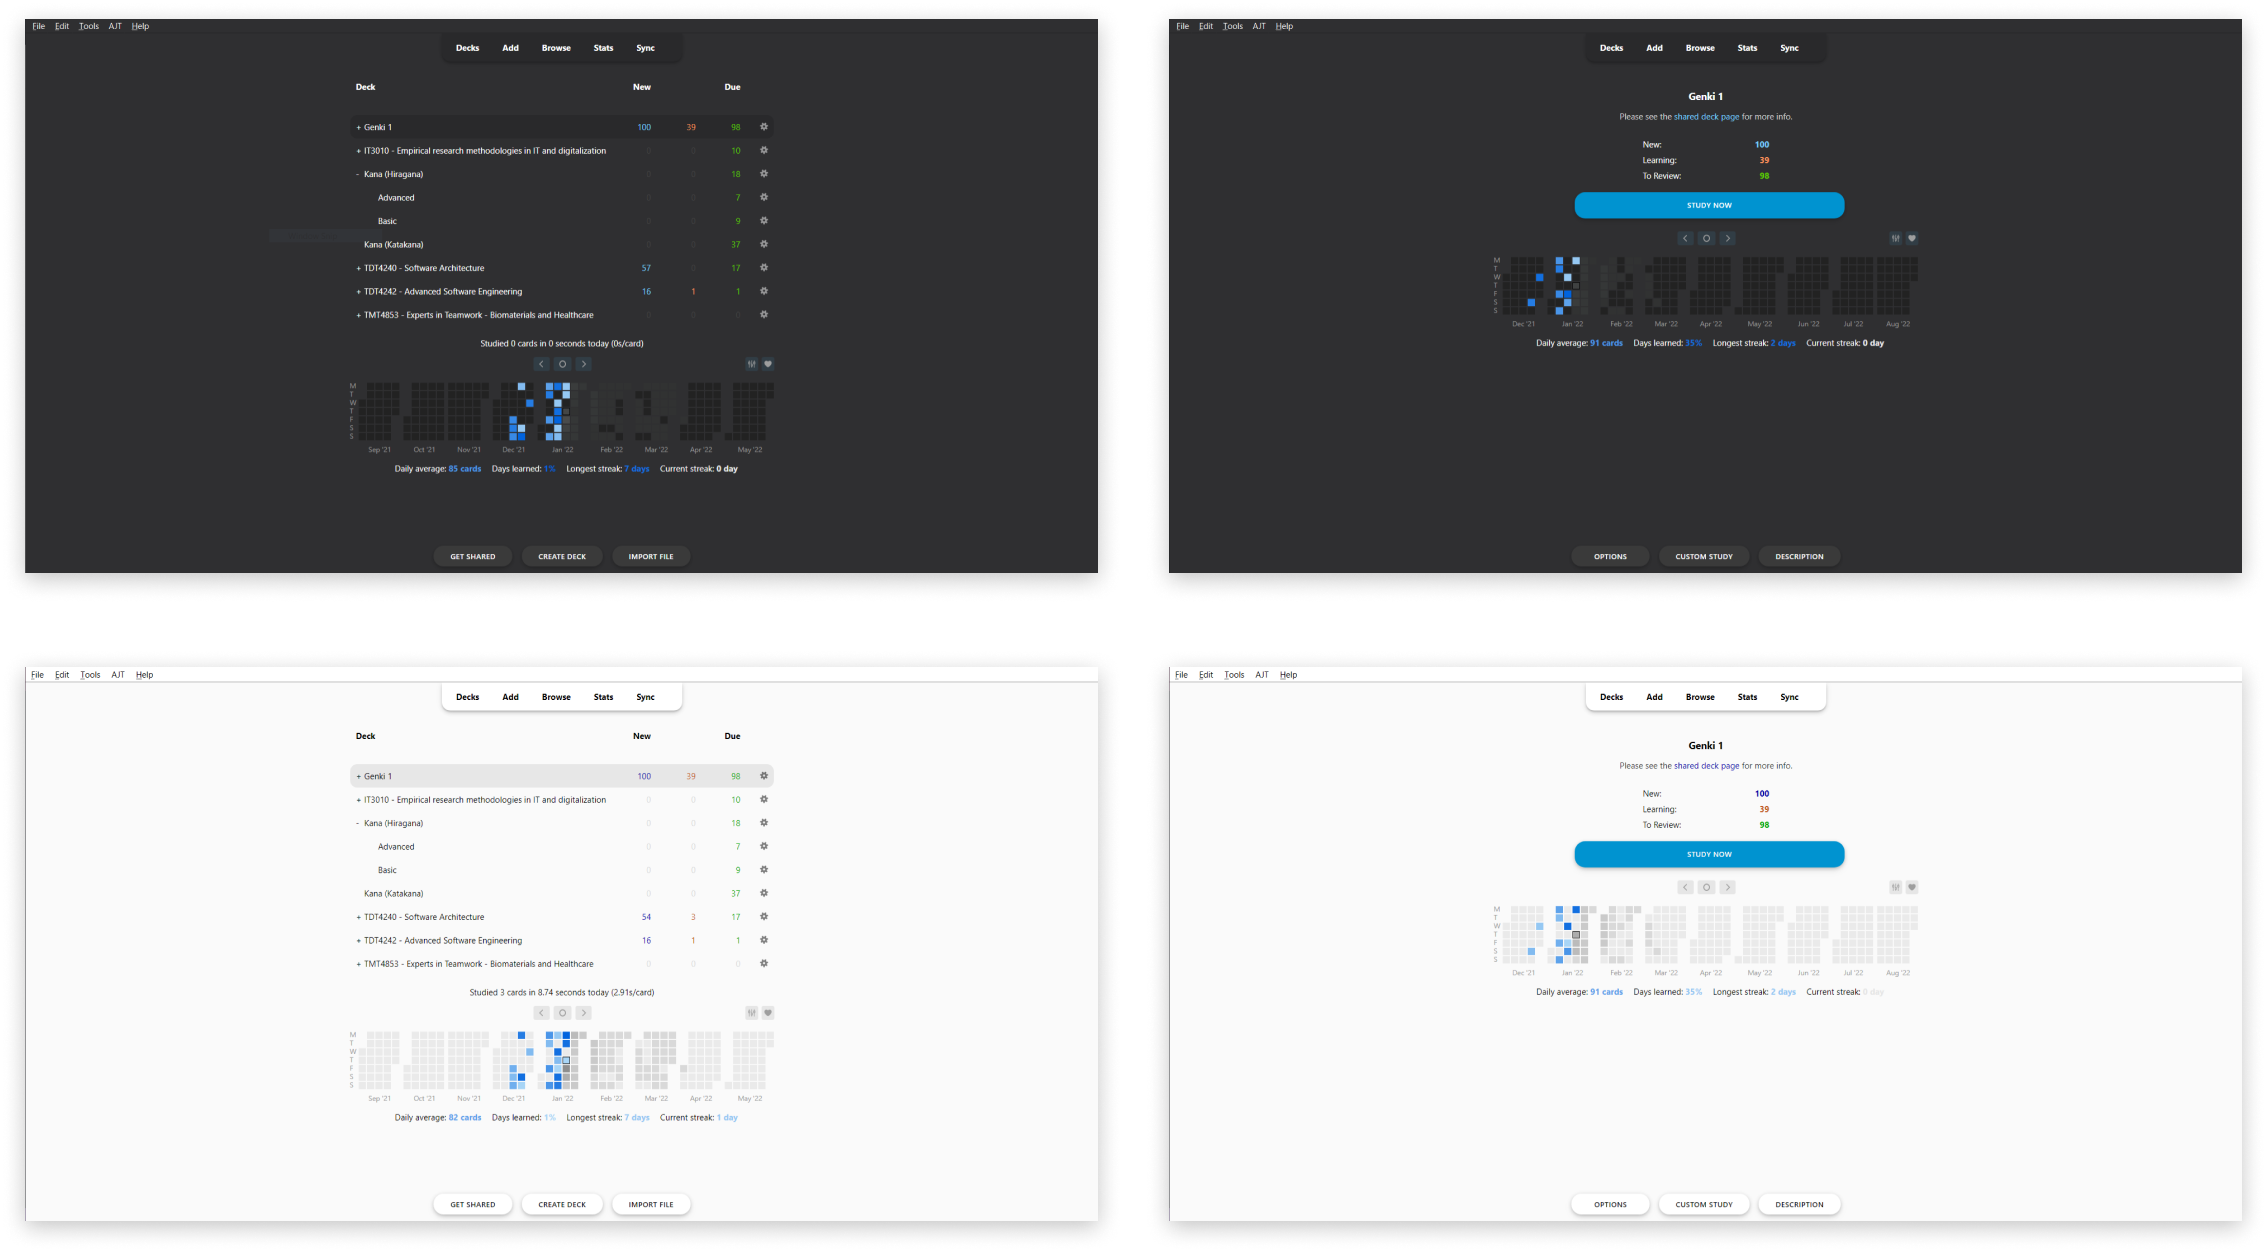 File Edit Tools AJT Help
Decks Add Browse Stats Sync
Deck New Due
+ Genki 1 100 39 98
+ IT3010 - Empirical research methodologies in IT and digitalization 0 0 10
- Kana (Hiragana) 0 0 18
Advanced 0 0 7
Basic 0 0 9
Kana (Katakana) 0 0 37
+ TDT4240 - Software Architecture 57 0 17
+ TDT4242 - Advanced Software Engineering 16 1 1
+ TMT4853 - Experts in Teamwork - Biomaterials and Healthcare 0 0 0
Studied 0 cards in 0 seconds today (0s/card)
M
T
W
T
F
S
S
Sep '21 Oct '21 Nov '21 Dec '21 Jan '22 Feb '22 Mar '22 Apr '22 May '22
Daily average: 85 cards Days learned: 1% Longest streak: 7 days Current streak: 0 day
GET SHARED CREATE DECK IMPORT FILE
File Edit Tools AJT Help
Decks Add Browse Stats Sync
Genki 1
Please see the shared deck page for more info.
New: 100
Learning: 39
To Review: 98
STUDY NOW
M
T
W
T
F
S
S
Dec '21 Jan '22 Feb '22 Mar '22 Apr '22 May '22 Jun '22 Jul '22 Aug '22
Daily average: 91 cards Days learned: 35% Longest streak: 2 days Current streak: 0 day
OPTIONS CUSTOM STUDY DESCRIPTION
File Edit Tools AJT Help
Decks Add Browse Stats Sync
Deck New Due
+ Genki 1 100 39 98
+ IT3010 - Empirical research methodologies in IT and digitalization 0 0 10
- Kana (Hiragana) 0 0 18
Advanced 0 0 7
Basic 0 0 9
Kana (Katakana) 0 0 37
+ TDT4240 - Software Architecture 54 3 17
+ TDT4242 - Advanced Software Engineering 16 1 1
+ TMT4853 - Experts in Teamwork - Biomaterials and Healthcare 0 0 0
Studied 3 cards in 8.74 seconds today (2.91s/card)
M
T
W
T
F
S
S
Sep '21 Oct '21 Nov '21 Dec '21 Jan '22 Feb '22 Mar '22 Apr '22 May '22
Daily average: 82 cards Days learned: 1% Longest streak: 7 days Current streak: 1 day
GET SHARED CREATE DECK IMPORT FILE
File Edit Tools AJT Help
Decks Add Browse Stats Sync
Genki 1
Please see the shared deck page for more info.
New: 100
Learning: 39
To Review: 98
STUDY NOW
M
T
W
T
F
S
S
Dec '21 Jan '22 Feb '22 Mar '22 Apr '22 May '22 Jun '22 Jul '22 Aug '22
Daily average: 91 cards Days learned: 35% Longest streak: 2 days Current streak: 0 day
OPTIONS CUSTOM STUDY DESCRIPTION